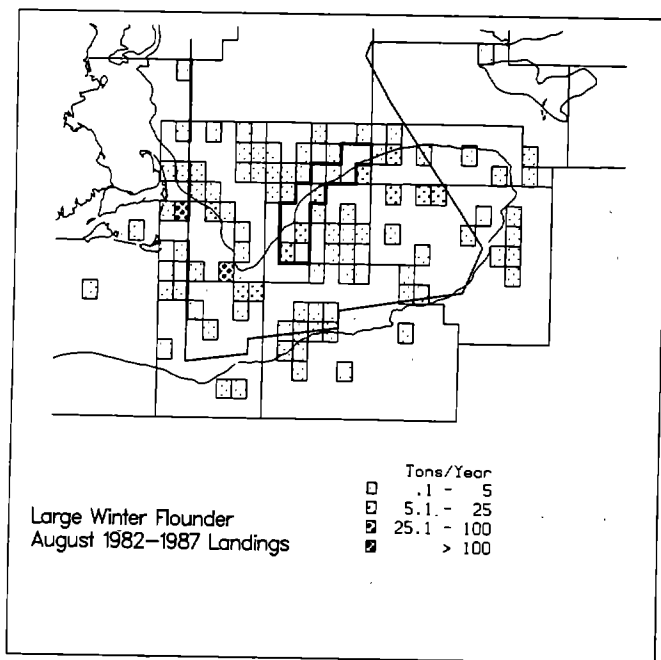 Tons/Year
.1 - 5
5.1 - 25
25.1 - 100
> 100
Large Winter Flounder
August 1982-1987 Landings